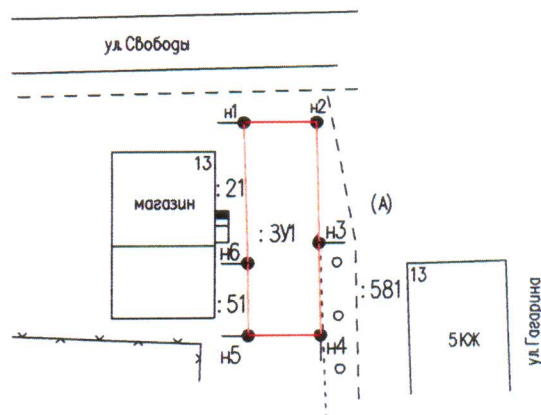 ул. Свободы
н1
н2
13
:21
магазин
(А)
:ЗУ1
н3
н6
13
:51
:581
5КЖ
ул.Гагарина
н5
н4